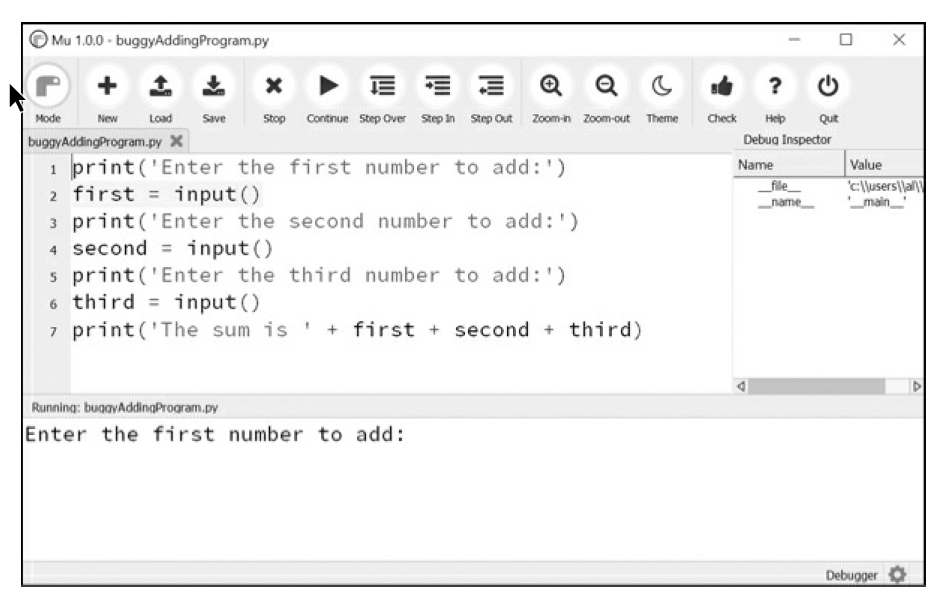 Mu 1.0.0 - buggyAddingProgram.py
Mode New Load Save Stop Continue Step Over Step In Step Out Zoom-in Zoom-out Theme Check Help Quit
buggyAddingProgram.py
Debug Inspector
Name Value
__file__ 'c:\\users\\al\\
__name__ '__main__'
1 print('Enter the first number to add:')
2 first = input()
3 print('Enter the second number to add:')
4 second = input()
5 print('Enter the third number to add:')
6 third = input()
7 print('The sum is ' + first + second + third)
Running: buggyAddingProgram.py
Enter the first number to add:
Debugger